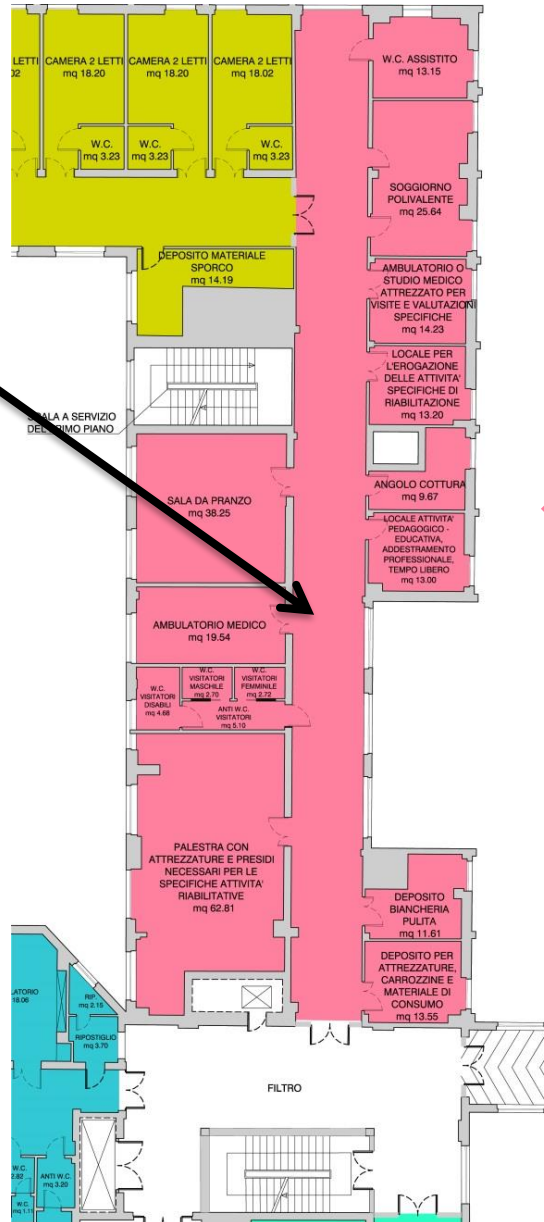 LETTI
02
CAMERA 2 LETTI
mq 18.20
CAMERA 2 LETTI
mq 18.20
CAMERA 2 LETTI
mq 18.02
W.C.
mq 3.23
W.C.
mq 3.23
W.C.
mq 3.23
W.C. ASSISTITO
mq 13.15
SOGGIORNO
POLIVALENTE
mq 25.64
DEPOSITO MATERIALE
SPORCO
mq 14.19
AMBULATORIO O
STUDIO MEDICO
ATTREZZATO PER
VISITE E VALUTAZIONI
SPECIFICHE
mq 14.23
LOCALE PER
L'EROGAZIONE
DELLE ATTIVITA'
SPECIFICHE DI
RIABILITAZIONE
mq 13.20
SCALA A SERVIZIO
DEL PRIMO PIANO
SALA DA PRANZO
mq 38.25
ANGOLO COTTURA
mq 9.67
LOCALE ATTIVITA'
PEDAGOGICO -
EDUCATIVA,
ADDESTRAMENTO
PROFESSIONALE,
TEMPO LIBERO
mq 13.00
AMBULATORIO MEDICO
mq 19.54
W.C.
VISITATORI
DISABILI
mq 4.68
W.C.
VISITATORI
MASCHILE
mq 2.70
W.C.
VISITATORI
FEMMINILE
mq 2.72
ANTI W.C.
VISITATORI
mq 5.10
PALESTRA CON
ATTREZZATURE E PRESIDI
NECESSARI PER LE
SPECIFICHE ATTIVITA'
RIABILITATIVE
mq 62.81
DEPOSITO
BIANCHERIA
PULITA
mq 11.61
DEPOSITO PER
ATTREZZATURE,
CARROZZINE E
MATERIALE DI
CONSUMO
mq 13.55
LATORIO
18.06
RIP.
mq 2.15
RIPOSTIGLIO
mq 3.70
FILTRO
W.C.
2.82
ANTI W.C.
mq 3.20
W.C.